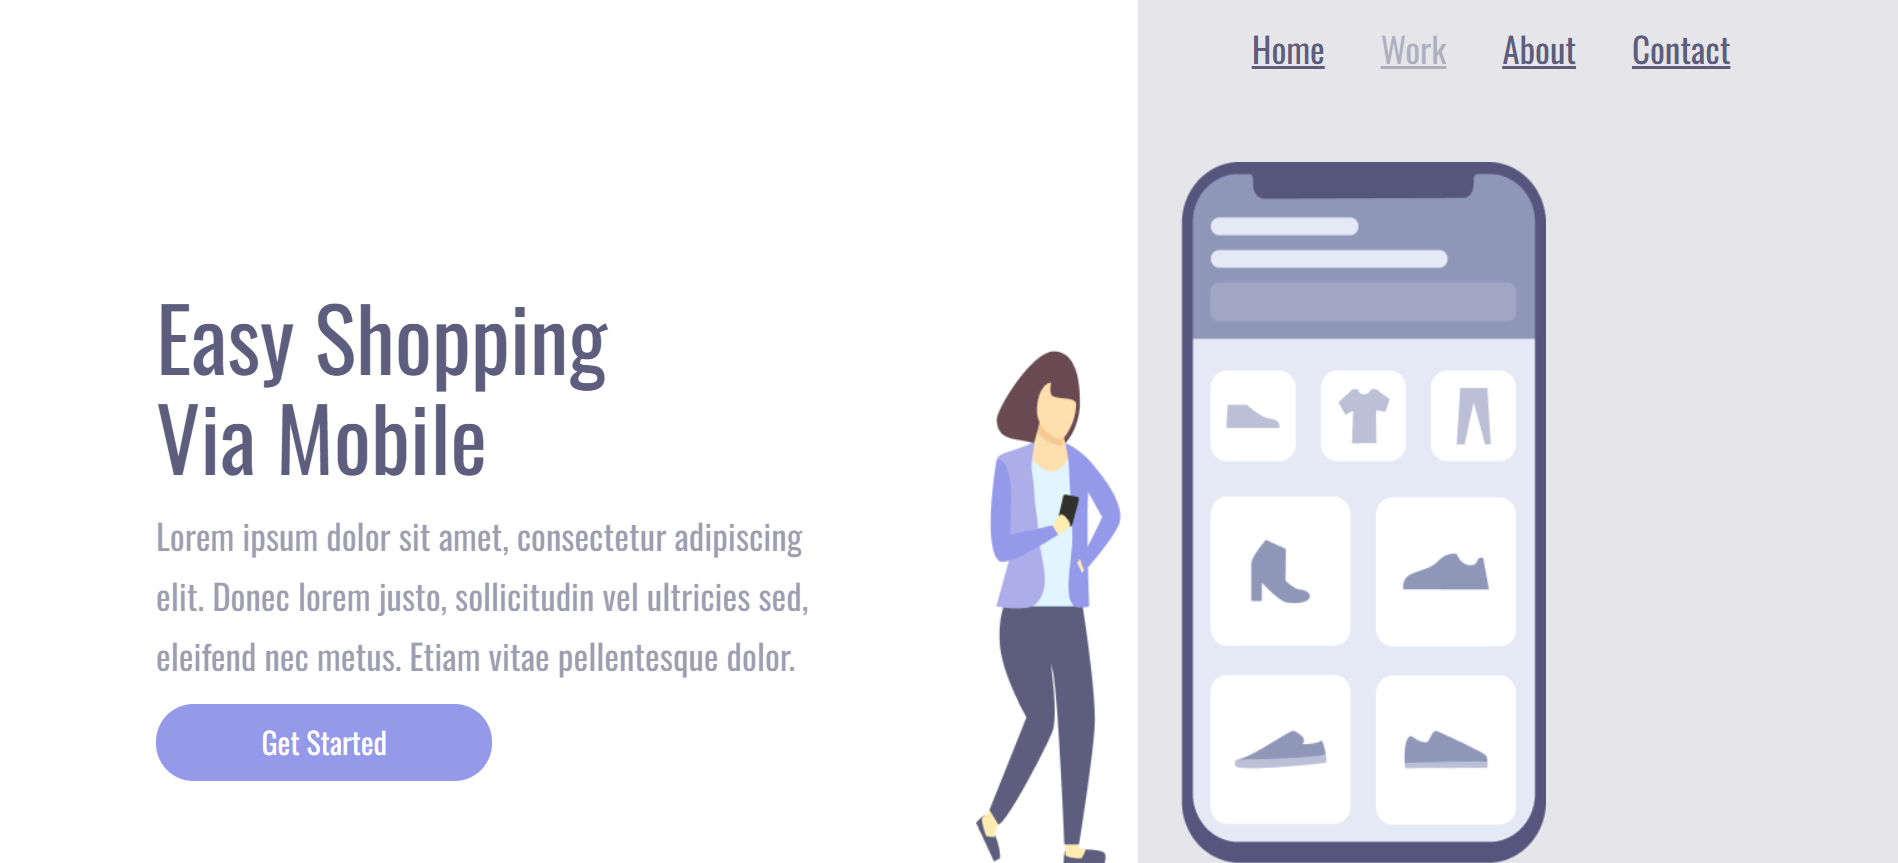 Home Work About Contact
Easy Shopping
Via Mobile
Lorem ipsum dolor sit amet, consectetur adipiscing
elit. Donec lorem justo, sollicitudin vel ultricies sed,
eleifend nec metus. Etiam vitae pellentesque dolor.
Get Started